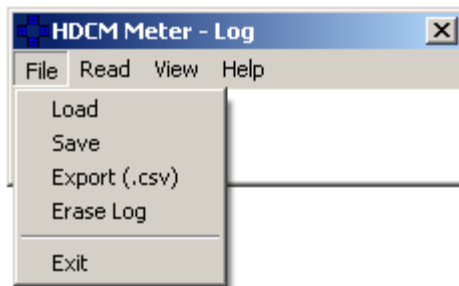 HDCM Meter - Log
File Read View Help
Load
Save
Export (.csv)
Erase Log
Exit